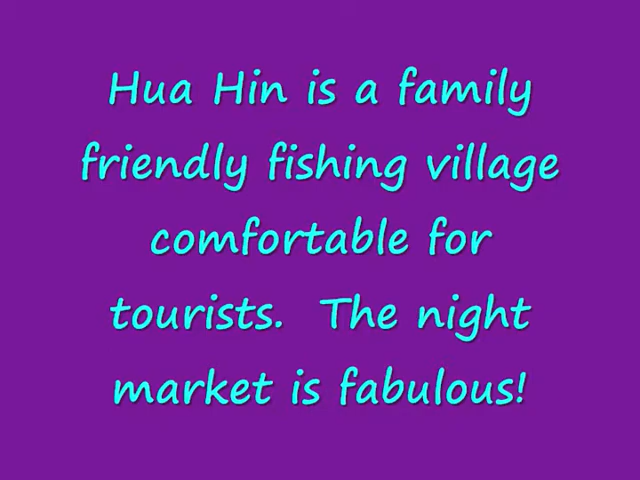 Hua Hin is a family
friendly fishing village
comfortable for
tourists.  The night
market is fabulous!